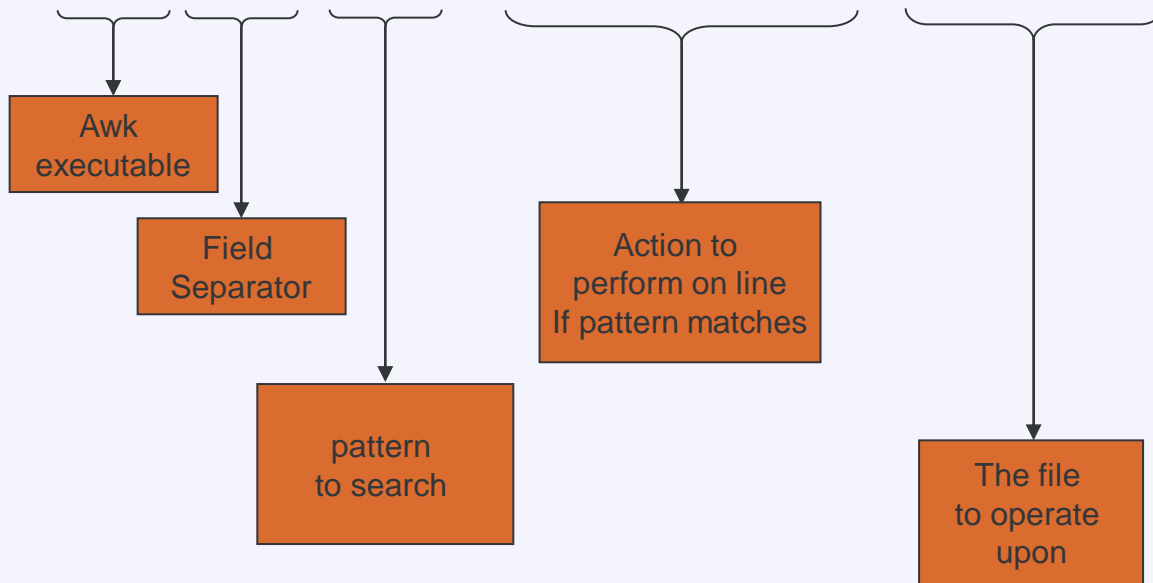 Awk
executable
Field
Separator
pattern
to search
Action to
perform on line
If pattern matches
The file
to operate
upon